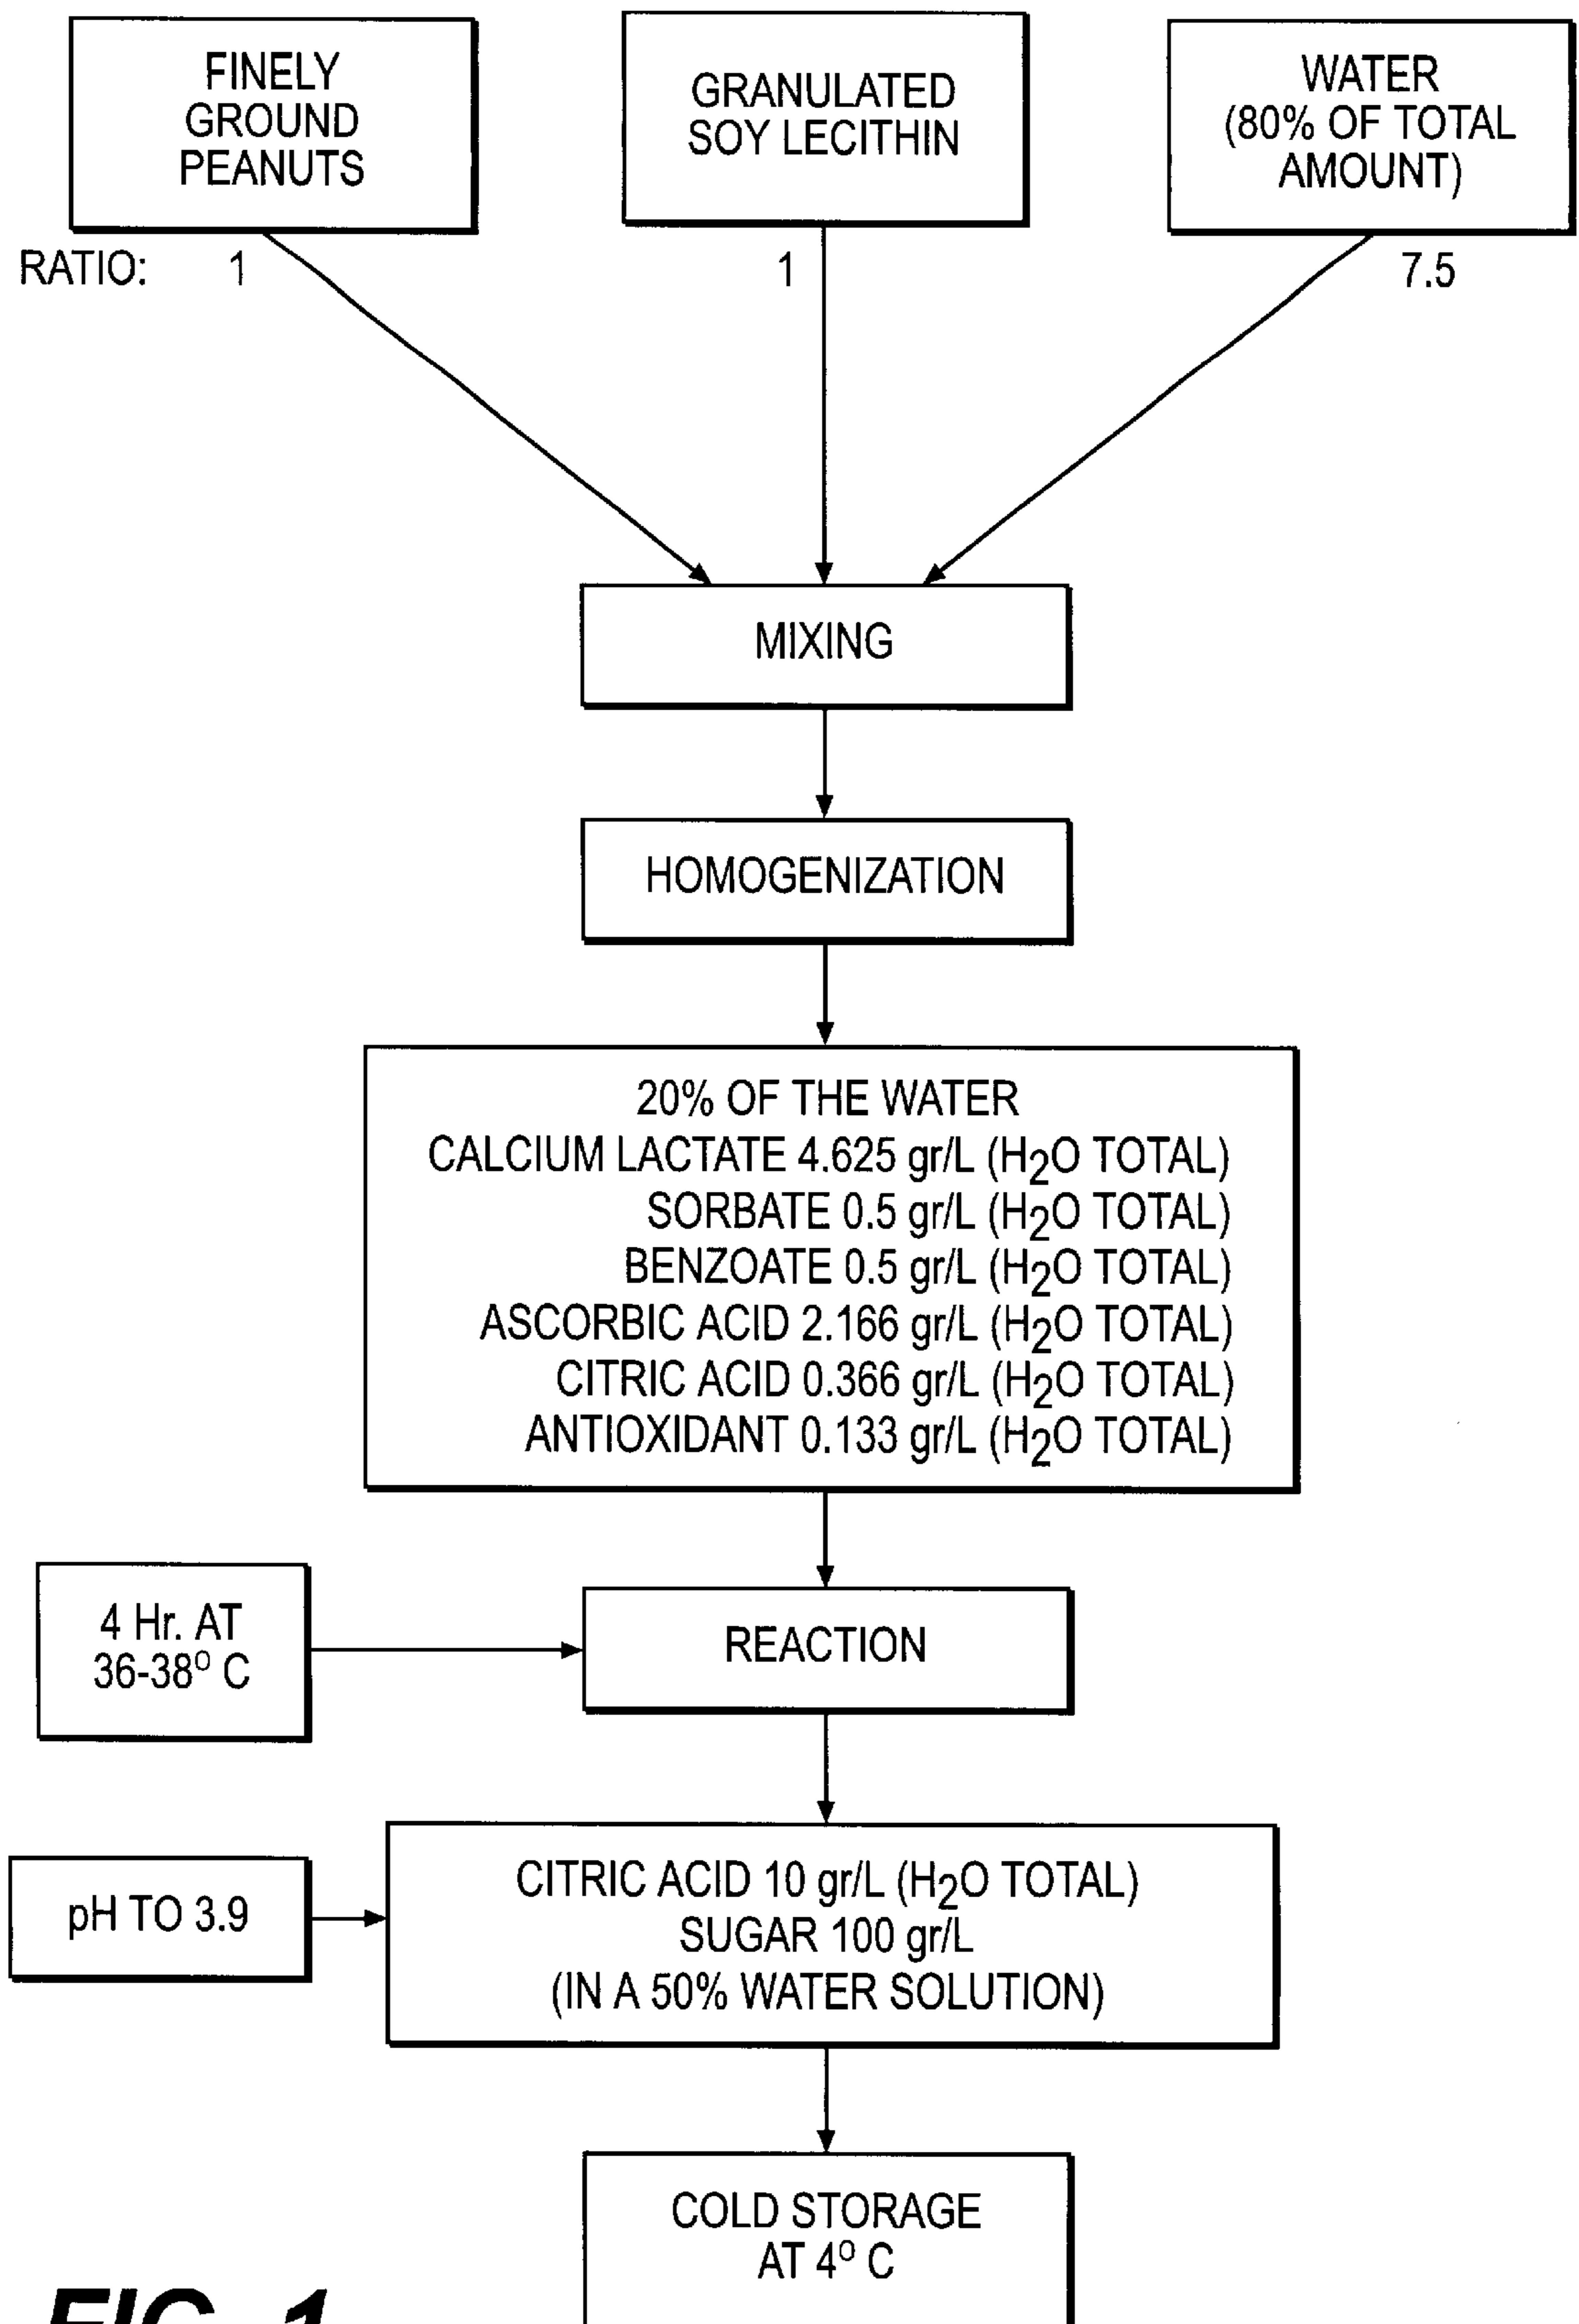 FINELY
GROUND
PEANUTS
GRANULATED
SOY LECITHIN
WATER
(80% OF TOTAL
AMOUNT)
RATIO: 1 1 7.5
MIXING
HOMOGENIZATION
20% OF THE WATER
CALCIUM LACTATE 4.625 gr/L (H2O TOTAL)
SORBATE 0.5 gr/L (H2O TOTAL)
BENZOATE 0.5 gr/L (H2O TOTAL)
ASCORBIC ACID 2.166 gr/L (H2O TOTAL)
CITRIC ACID 0.366 gr/L (H2O TOTAL)
ANTIOXIDANT 0.133 gr/L (H2O TOTAL)
4 Hr. AT
36-38º C
REACTION
pH TO 3.9
CITRIC ACID 10 gr/L (H2O TOTAL)
SUGAR 100 gr/L
(IN A 50% WATER SOLUTION)
COLD STORAGE
AT 4º C
FIG. 1